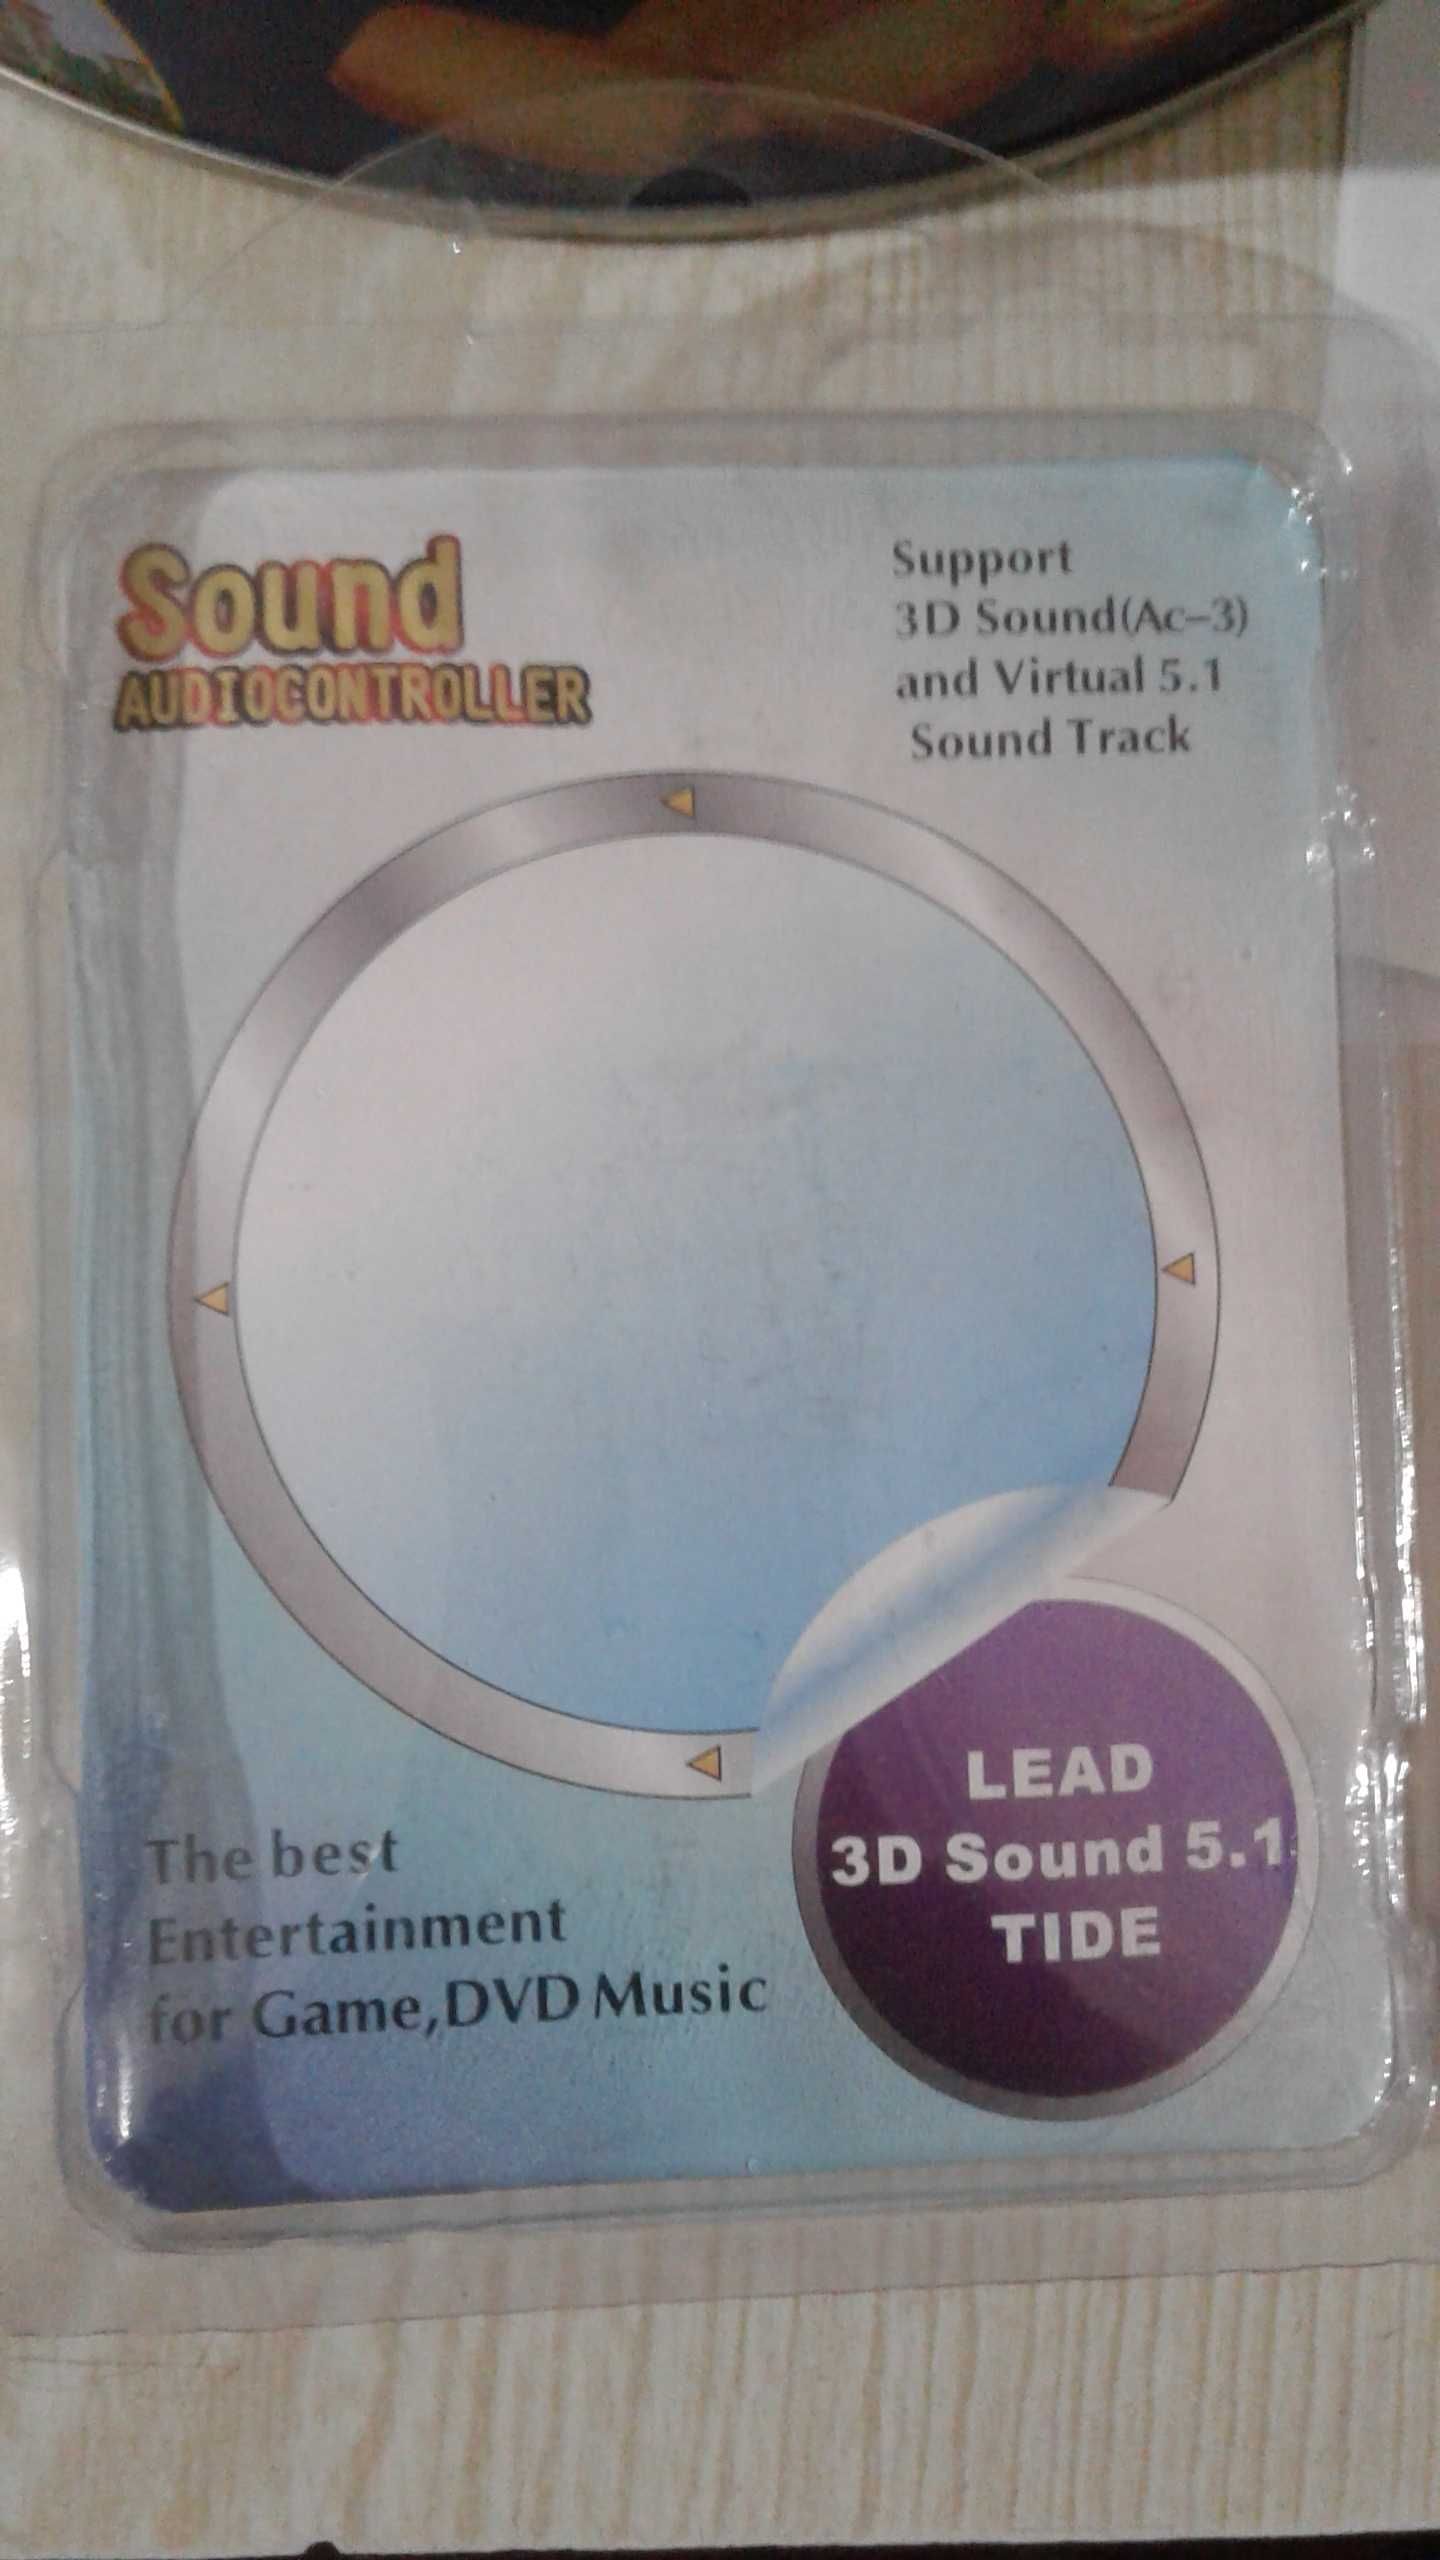 Sound
AUDIOCONTROLLER
Support
3D Sound(Ac-3)
and Virtual 5.1
Sound Track
The best
Entertainment
for Game,DVD Music
LEAD
3D Sound 5.1
TIDE